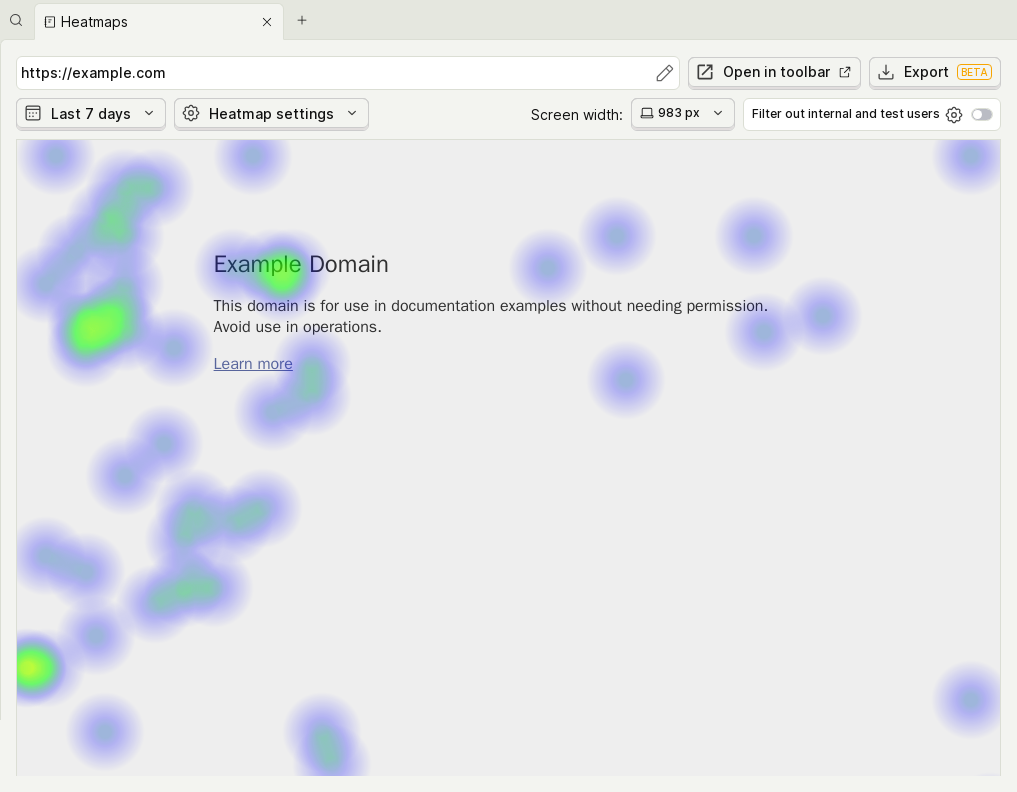 Heatmaps
https://example.com
Open in toolbar
Export BETA
Last 7 days
Heatmap settings
Screen width:
983 px
Filter out internal and test users
Example Domain
This domain is for use in documentation examples without needing permission.
Avoid use in operations.
Learn more